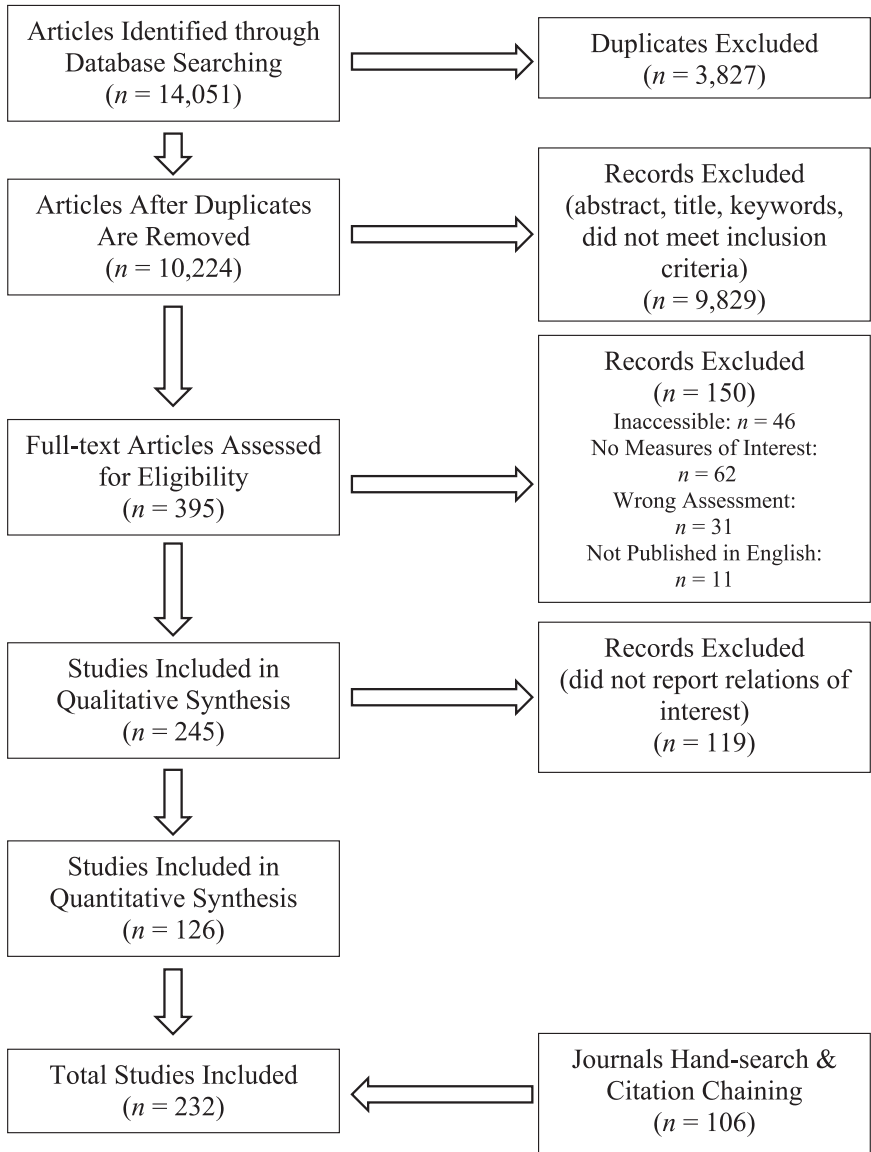 Articles Identified through
Database Searching
(n = 14,051)
Duplicates Excluded
(n = 3,827)
Articles After Duplicates
Are Removed
(n = 10,224)
Records Excluded
(abstract, title, keywords,
did not meet inclusion
criteria)
(n = 9,829)
Full-text Articles Assessed
for Eligibility
(n = 395)
Records Excluded
(n = 150)
Inaccessible: n = 46
No Measures of Interest:
n = 62
Wrong Assessment:
n = 31
Not Published in English:
n = 11
Studies Included in
Qualitative Synthesis
(n = 245)
Records Excluded
(did not report relations of
interest)
(n = 119)
Studies Included in
Quantitative Synthesis
(n = 126)
Total Studies Included
(n = 232)
Journals Hand-search &
Citation Chaining
(n = 106)